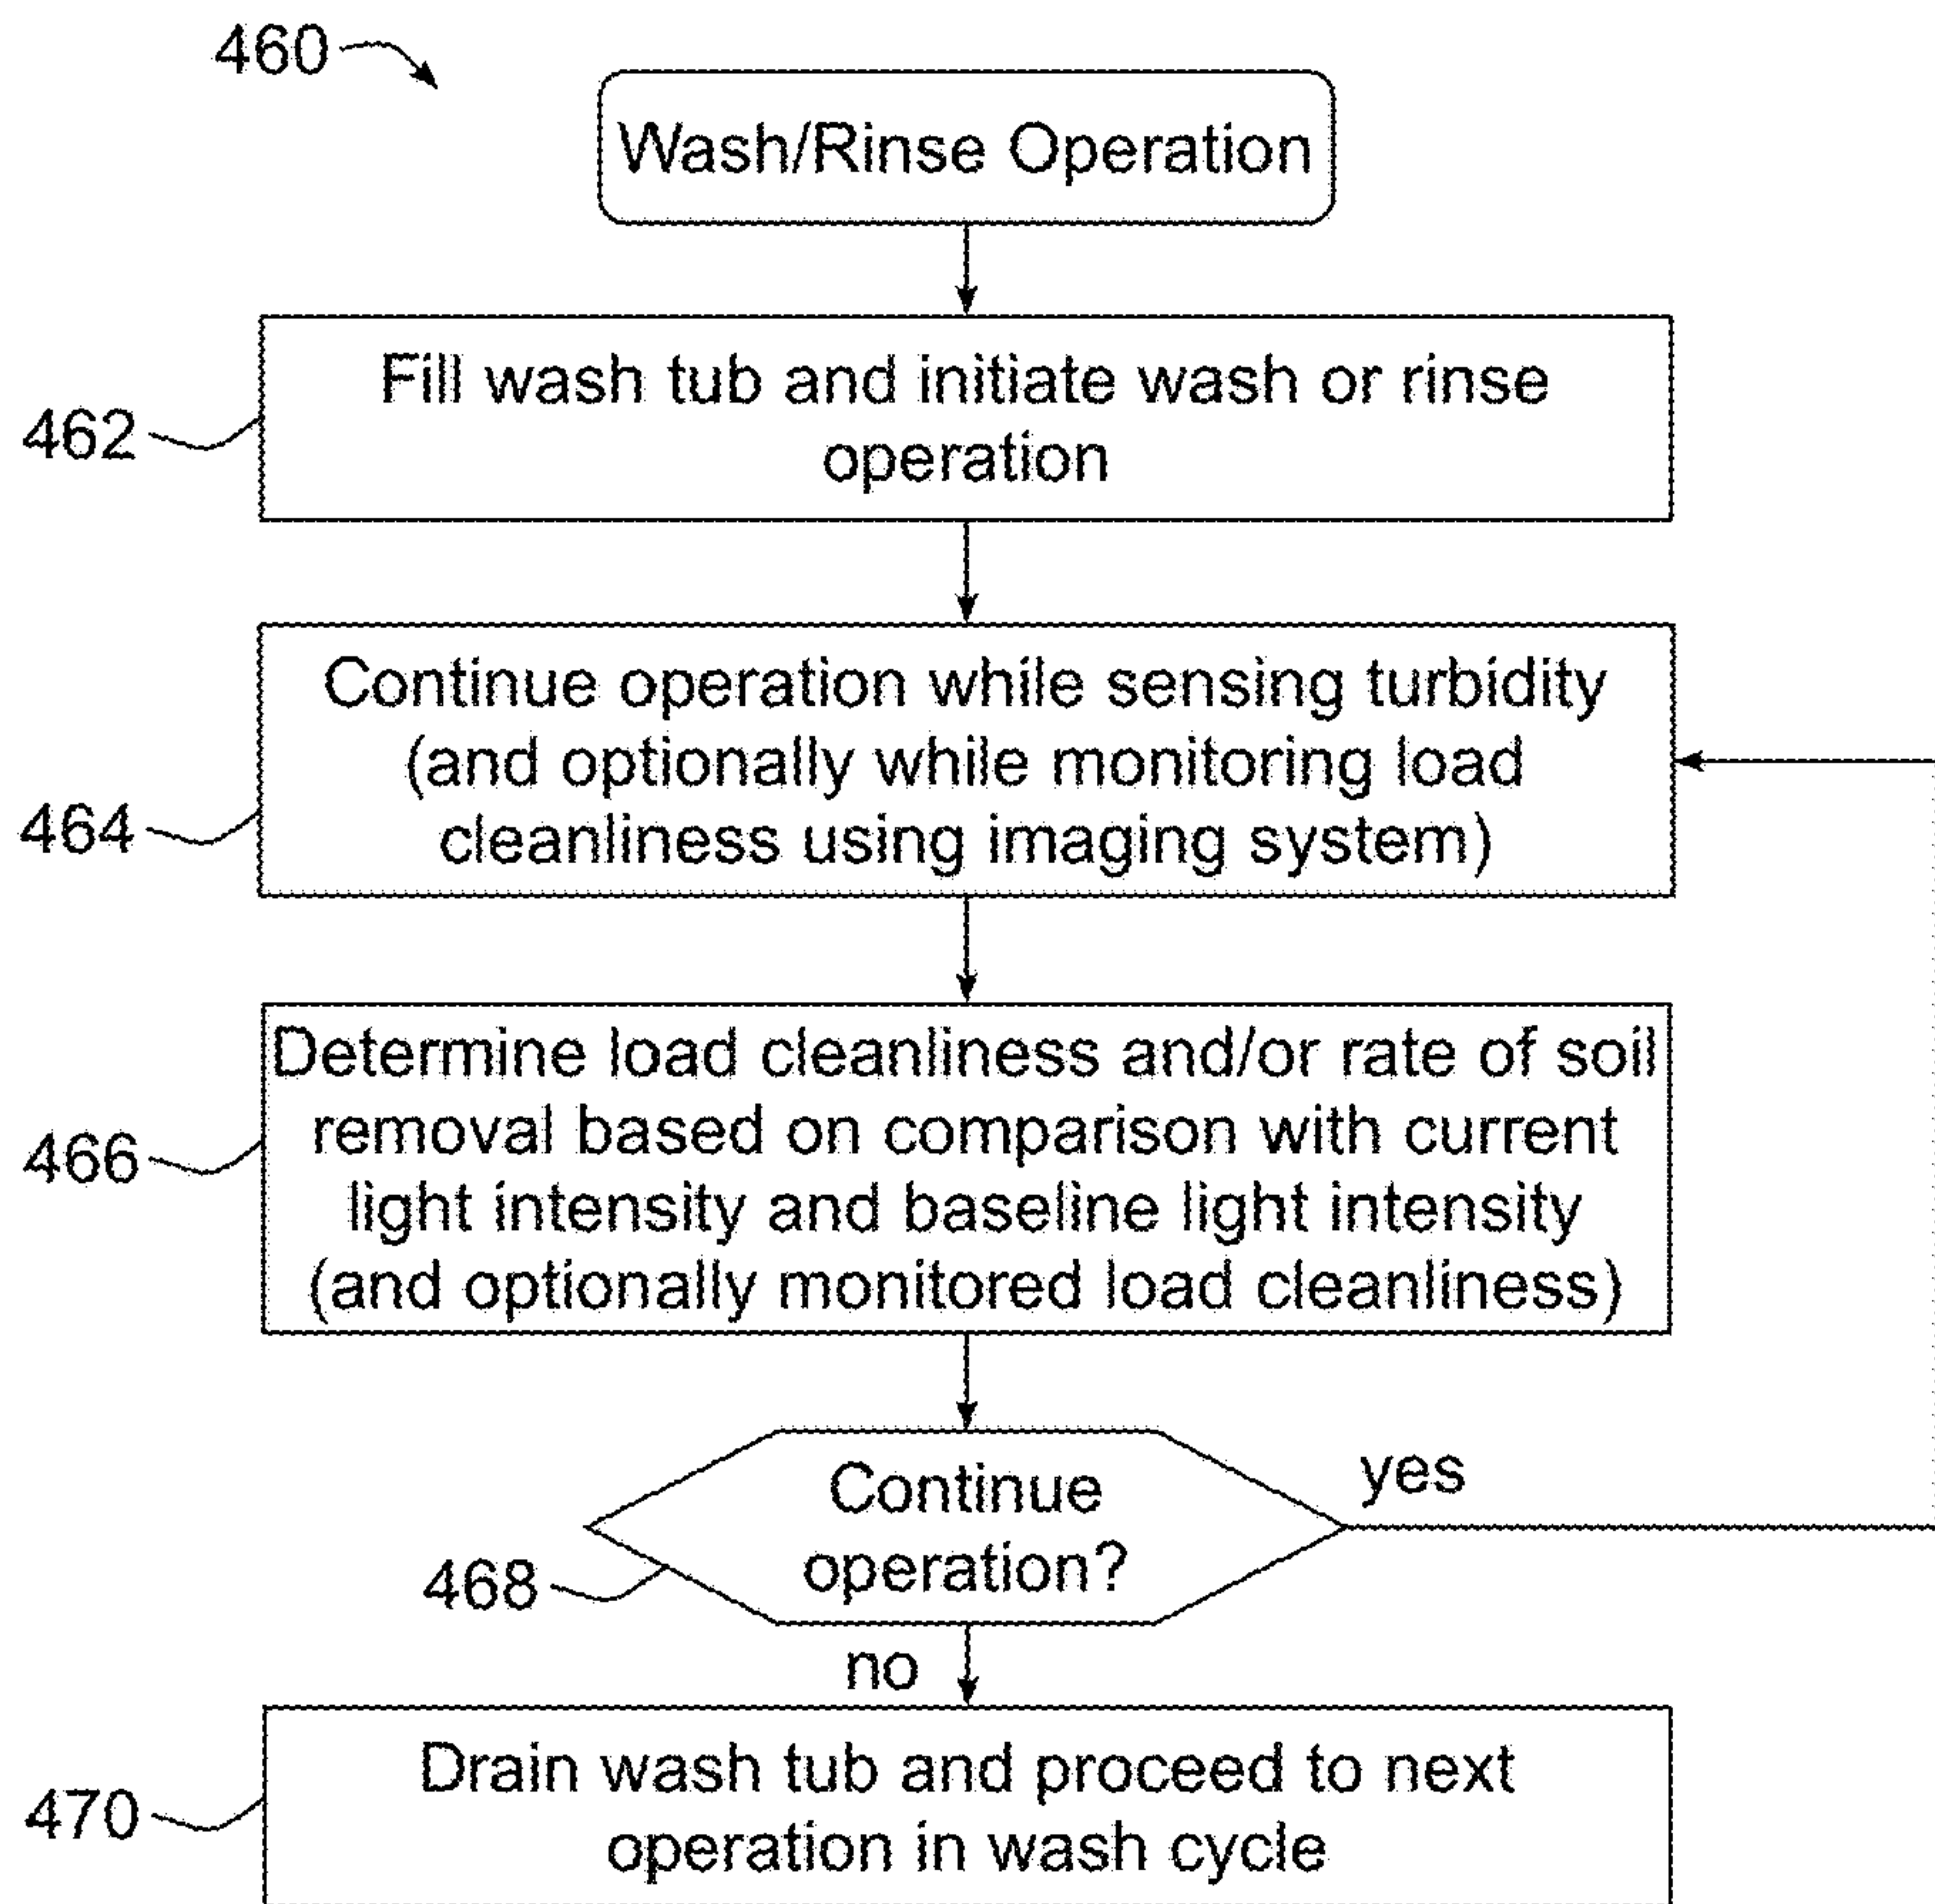 460
Wash/Rinse Operation
462
Fill wash tub and initiate wash or rinse
operation
464
Continue operation while sensing turbidity
(and optionally while monitoring load
cleanliness using imaging system)
466
Determine load cleanliness and/or rate of soil
removal based on comparison with current
light intensity and baseline light intensity
(and optionally monitored load cleanliness)
468
Continue
operation?
yes
no
470
Drain wash tub and proceed to next
operation in wash cycle